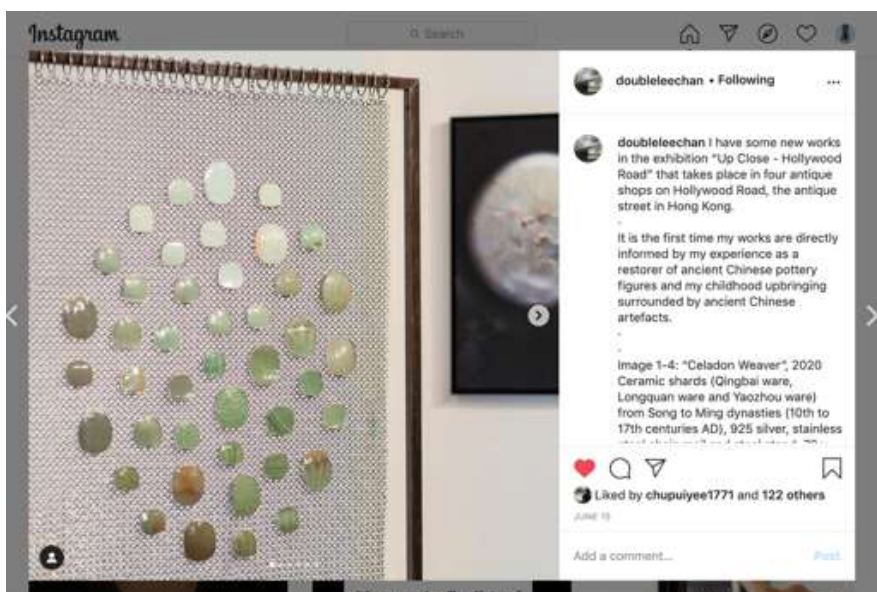 Instagram
Search
doubleleechan • Following
doubleleechan I have some new works
in the exhibition "Up Close - Hollywood
Road" that takes place in four antique
shops on Hollywood Road, the antique
street in Hong Kong.
.
It is the first time my works are directly
informed by my experience as a
restorer of ancient Chinese pottery
figures and my childhood upbringing
surrounded by ancient Chinese
artefacts.
.
.
Image 1-4: "Celadon Weaver", 2020
Ceramic shards (Qingbai ware,
Longquan ware and Yaozhou ware)
from Song to Ming dynasties (10th to
17th centuries AD), 925 silver, stainless
Liked by chupuiyee1771 and 122 others
JUNE 15
Add a comment...
Post